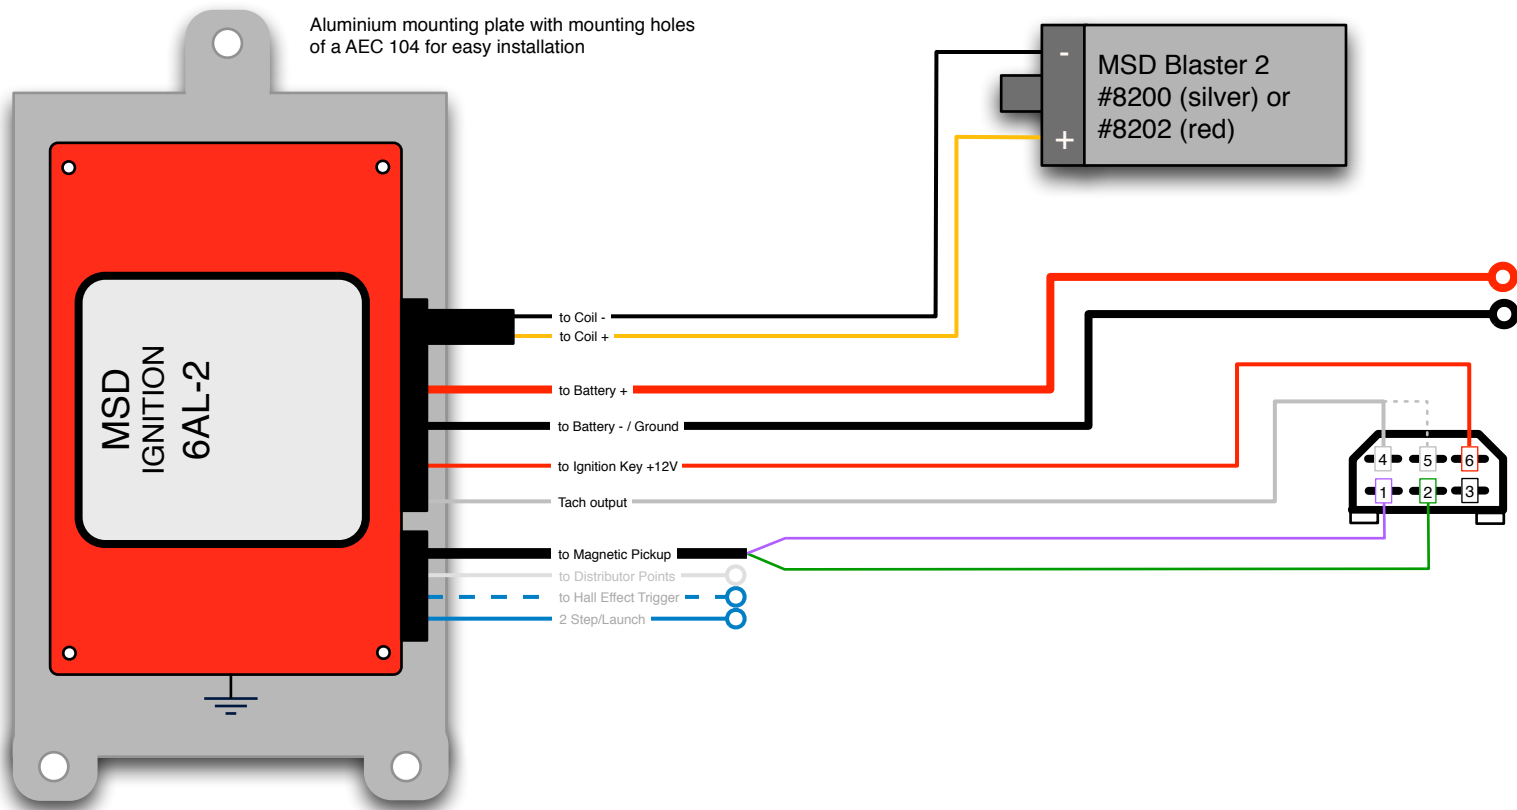 Aluminium mounting plate with mounting holes
of a AEC 104 for easy installation
-
+
MSD Blaster 2
#8200 (silver) or
#8202 (red)
MSD
IGNITION
6AL-2
to Coil -
to Coil +
to Battery +
to Battery - / Ground
to Ignition Key +12V
Tach output
to Magnetic Pickup
to Distributor Points
to Hall Effect Trigger
2 Step/Launch
4 5 6
1 2 3